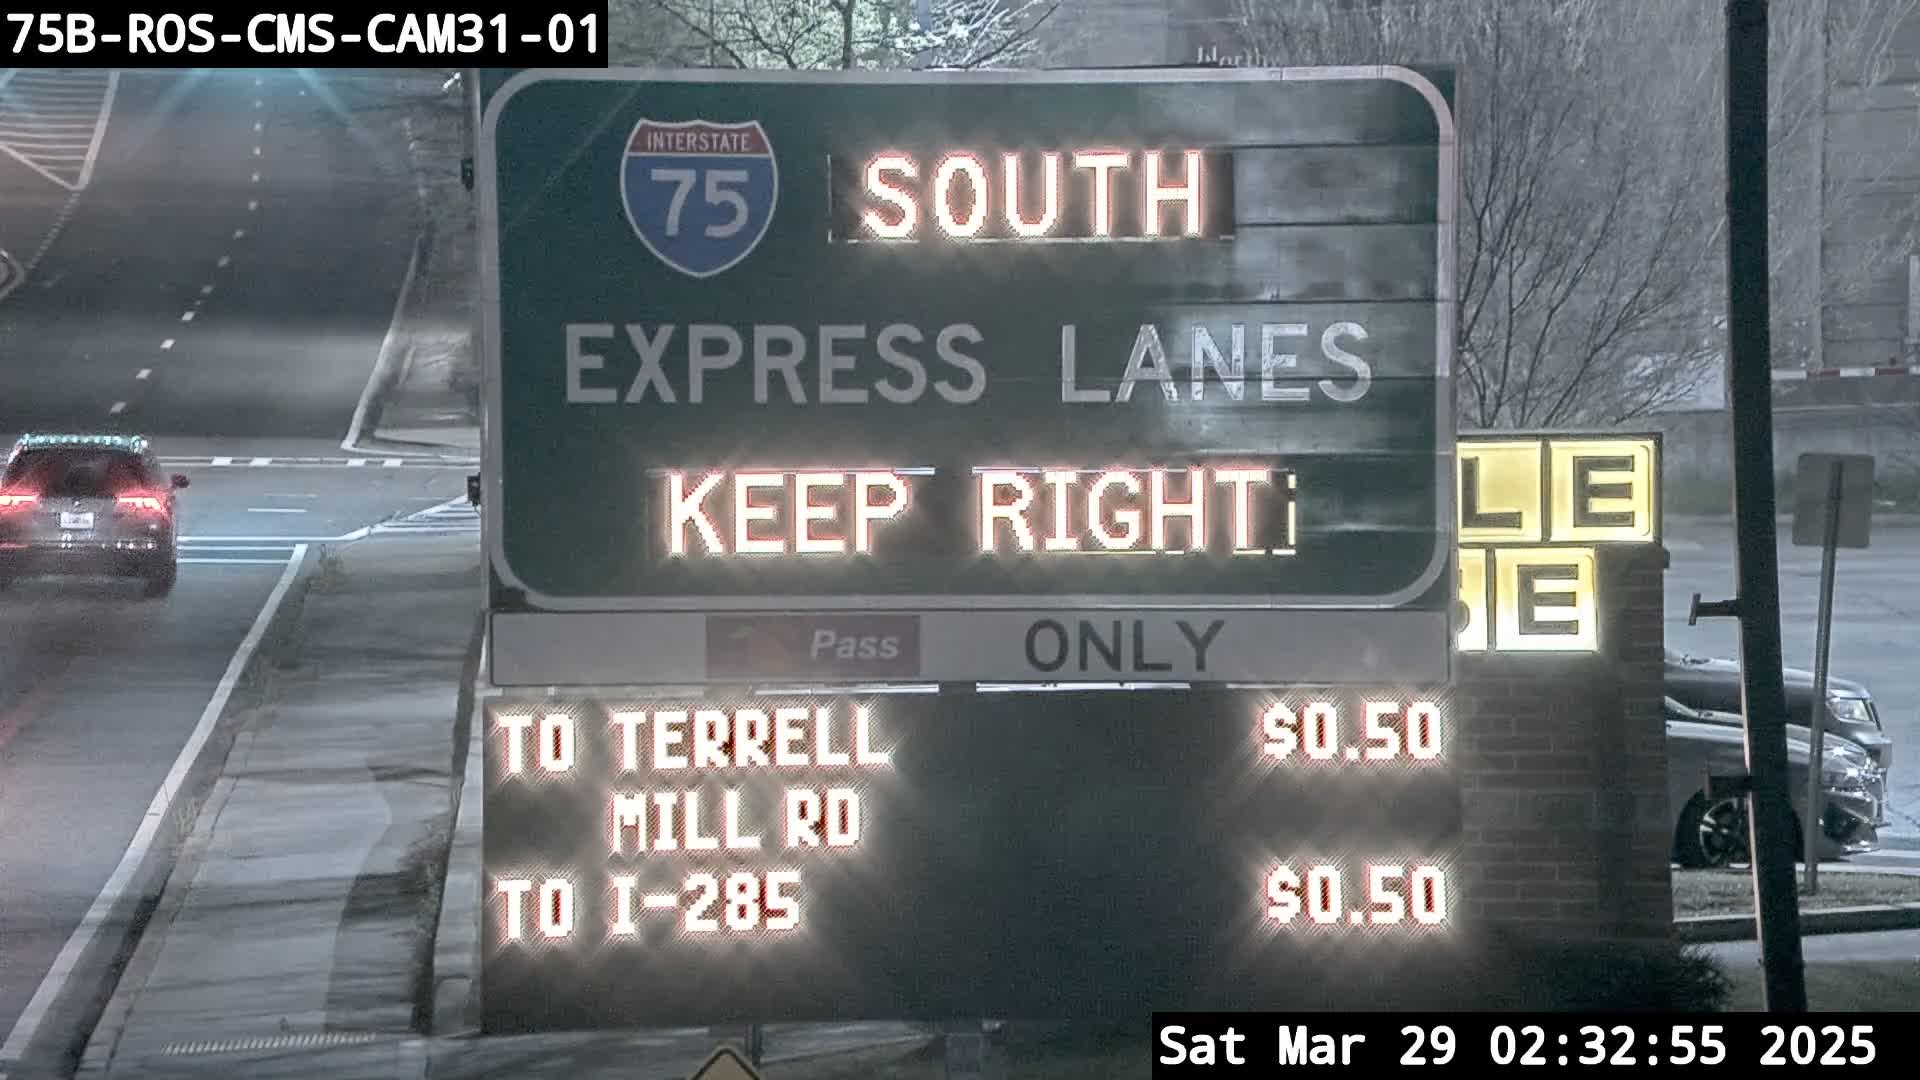 75B-ROS-CMS-CAM31-01
INTERSTATE
75
SOUTH
EXPRESS LANES
KEEP RIGHT
Pass ONLY
TO TERRELL $0.50
MILL RD
TO I-285 $0.50
LE
E
Sat Mar 29 02:32:55 2025